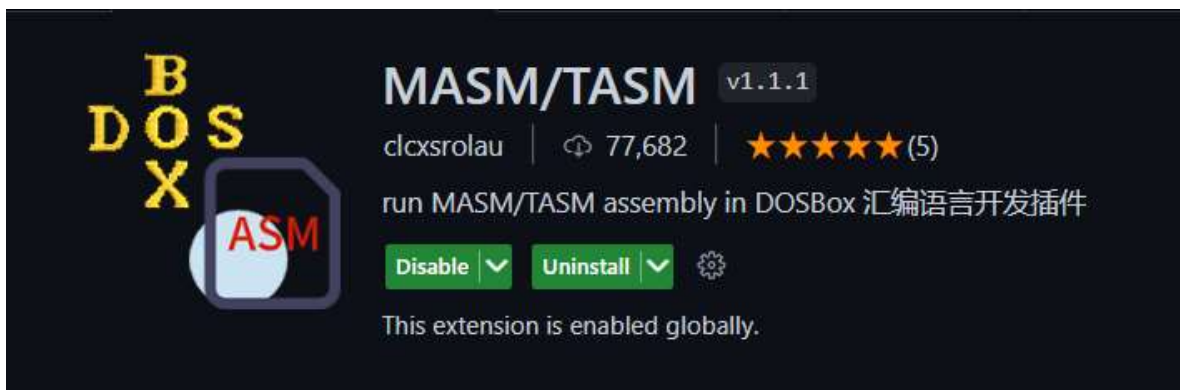 B
DOS
X
ASM
MASM/TASM v1.1.1
clcxsrolau 77,682 (5)
run MASM/TASM assembly in DOSBox 汇编语言开发插件
Disable Uninstall
This extension is enabled globally.